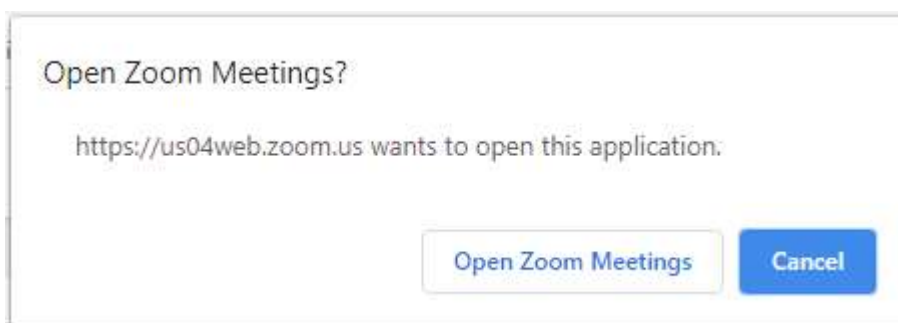 Open Zoom Meetings?
https://us04web.zoom.us wants to open this application.
Open Zoom Meetings
Cancel